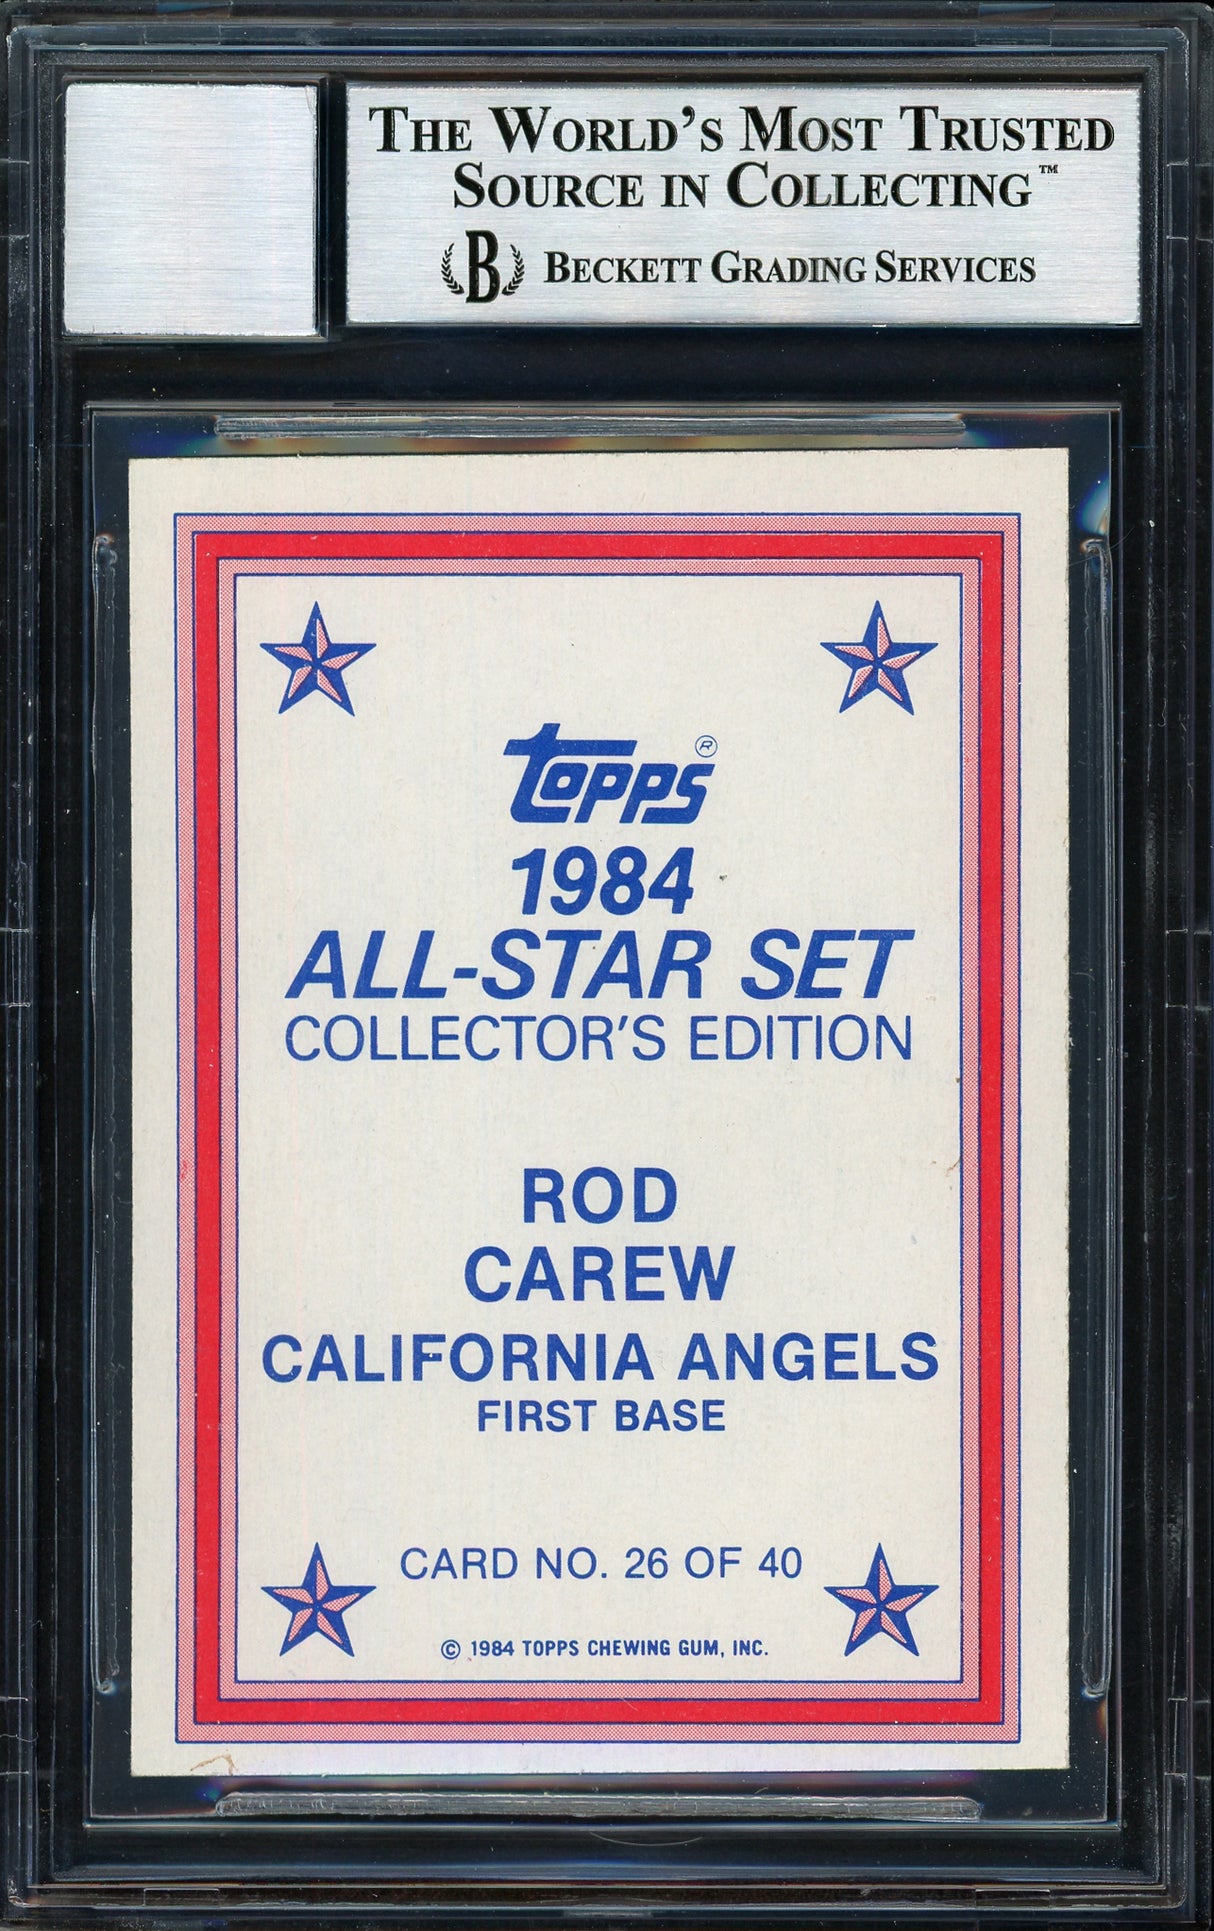 THE WORLD'S MOST TRUSTED
SOURCE IN COLLECTING™
B BECKETT GRADING SERVICES
topps®
1984
ALL-STAR SET
COLLECTOR'S EDITION
ROD
CAREW
CALIFORNIA ANGELS
FIRST BASE
CARD NO. 26 OF 40
© 1984 TOPPS CHEWING GUM, INC.